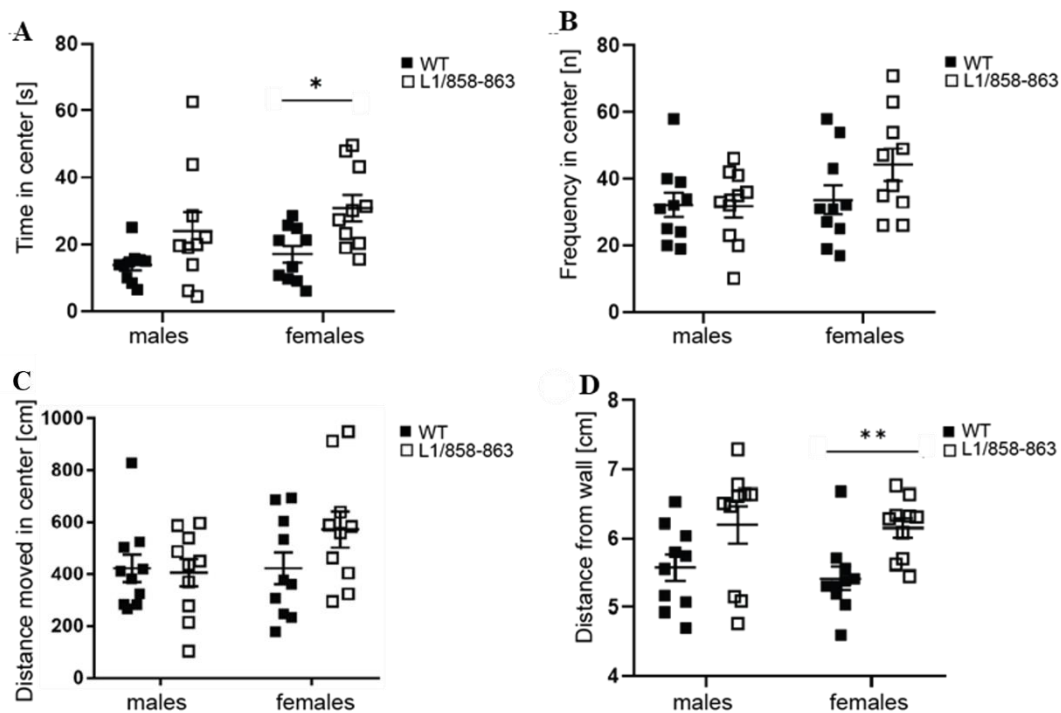 A
Time in center [s]
80
60
40
20
0
*
males
females
WT
L1/858-863
B
Frequency in center [n]
80
60
40
20
0
males
females
WT
L1/858-863
C
Distance moved in center [cm]
1000
800
600
400
200
0
males
females
WT
L1/858-863
D
Distance from wall [cm]
8
7
6
5
4
**
males
females
WT
L1/858-863